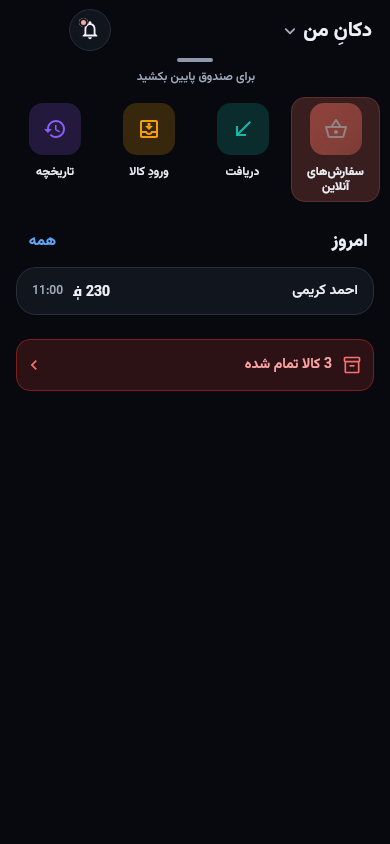 دکانِ من
برای صندوق پایین بکشید
سفارش‌های آنلاین
دریافت
ورودِ کالا
تاریخچه
امروز
همه
احمد کریمی
230 ؋
11:00
3 کالا تمام شده